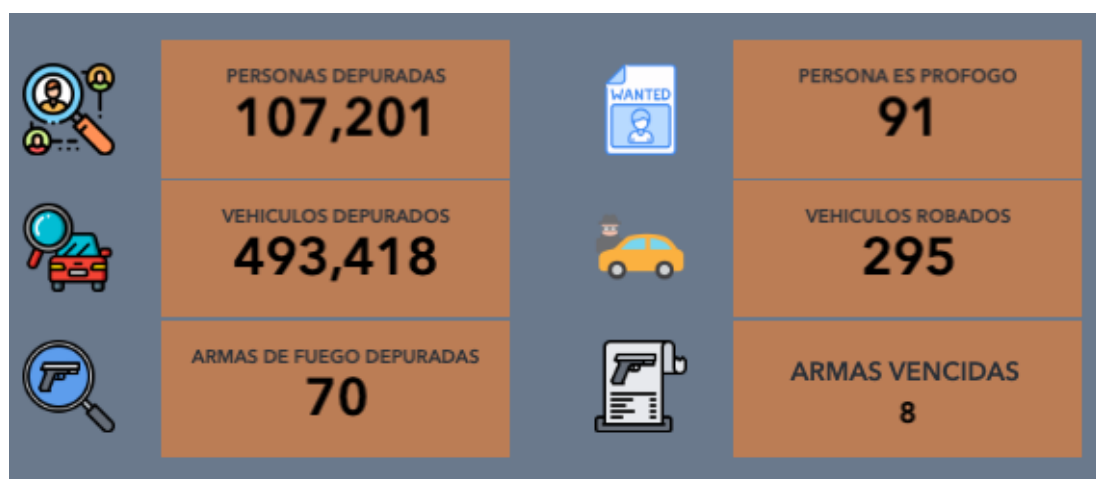 PERSONAS DEPURADAS
107,201
WANTED
PERSONA ES PROFOGO
91
VEHICULOS DEPURADOS
493,418
VEHICULOS ROBADOS
295
ARMAS DE FUEGO DEPURADAS
70
ARMAS VENCIDAS
8